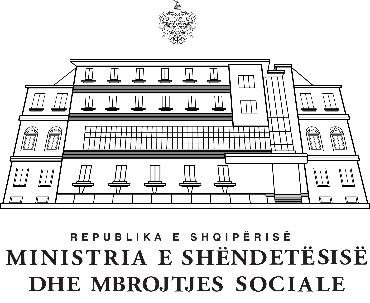 REPUBLIKA E SHQIPËRISË
MINISTRIA E SHËNDETËSISË
DHE MBROJTJES SOCIALE